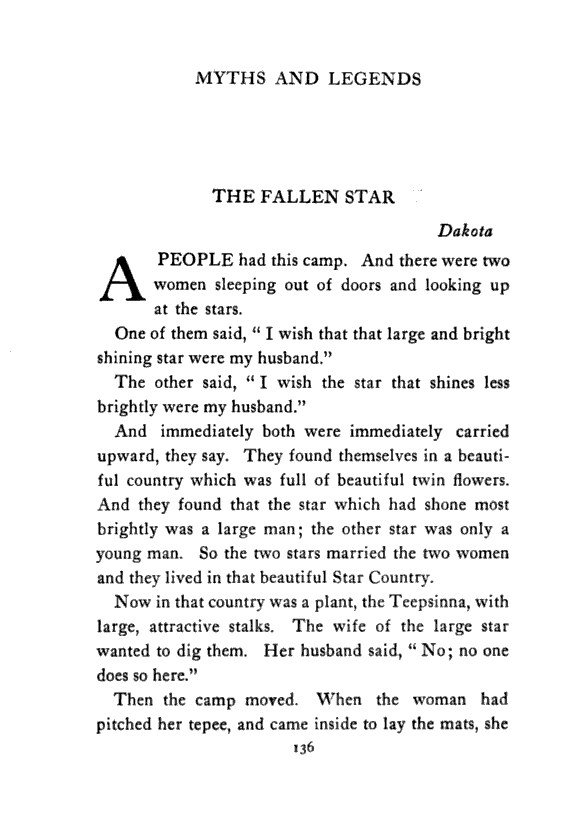 MYTHS AND LEGENDS
THE FALLEN STAR
Dakota
A PEOPLE had this camp. And there were two
women sleeping out of doors and looking up
at the stars.
One of them said, “ I wish that that large and bright
shining star were my husband.”
The other said, “ I wish the star that shines less
brightly were my husband.”
And immediately both were immediately carried
upward, they say. They found themselves in a beauti-
ful country which was full of beautiful twin flowers.
And they found that the star which had shone most
brightly was a large man; the other star was only a
young man. So the two stars married the two women
and they lived in that beautiful Star Country.
Now in that country was a plant, the Teepsinna, with
large, attractive stalks. The wife of the large star
wanted to dig them. Her husband said, “ No; no one
does so here.”
Then the camp moved. When the woman had
pitched her tepee, and came inside to lay the mats, she
136